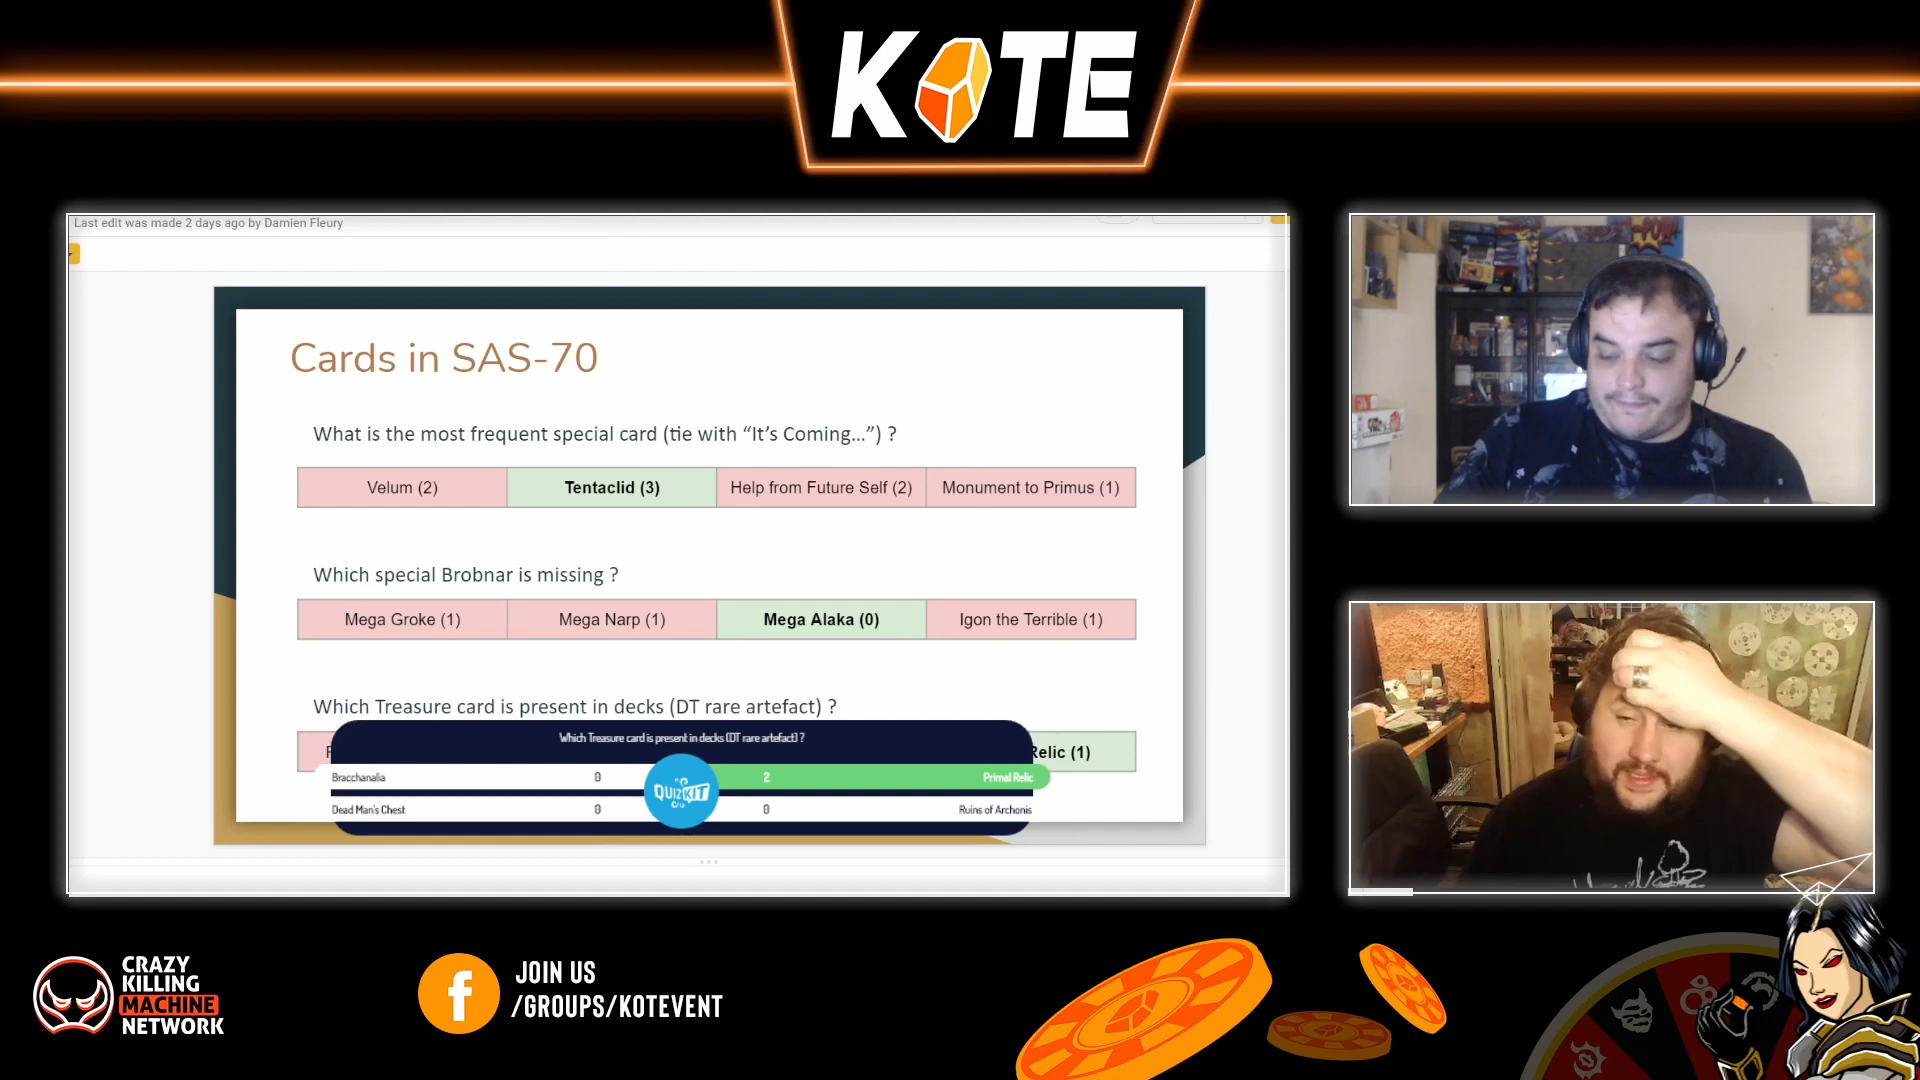 KOTE
Last edit was made 2 days ago by Damien Fleury
Cards in SAS-70
What is the most frequent special card (tie with “It’s Coming...”) ?
Velum (2) Tentaclid (3) Help from Future Self (2) Monument to Primus (1)
Which special Brobnar is missing ?
Mega Groke (1) Mega Narp (1) Mega Alaka (0) Igon the Terrible (1)
Which Treasure card is present in decks (DT rare artefact) ?
Relic (1)
Which Treasure card is present in decks (DT rare artefact) ?
Bracchanalia 0 2 Primal Relic
QUIZKIT
Dead Man's Chest 0 0 Ruins of Archonis
POW!
CRAZY
KILLING
MACHINE
NETWORK
JOIN US
/GROUPS/KOTEVENT